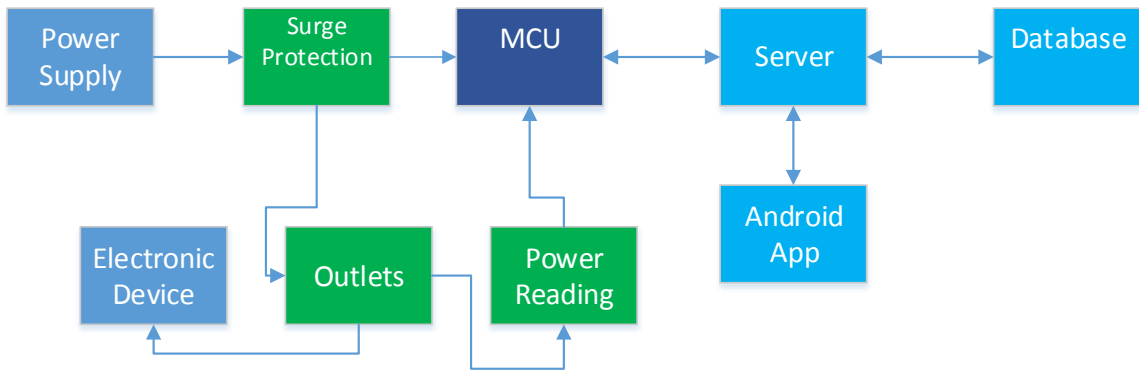 Power
Supply
Surge
Protection
MCU
Server
Database
Electronic
Device
Outlets
Power
Reading
Android
App